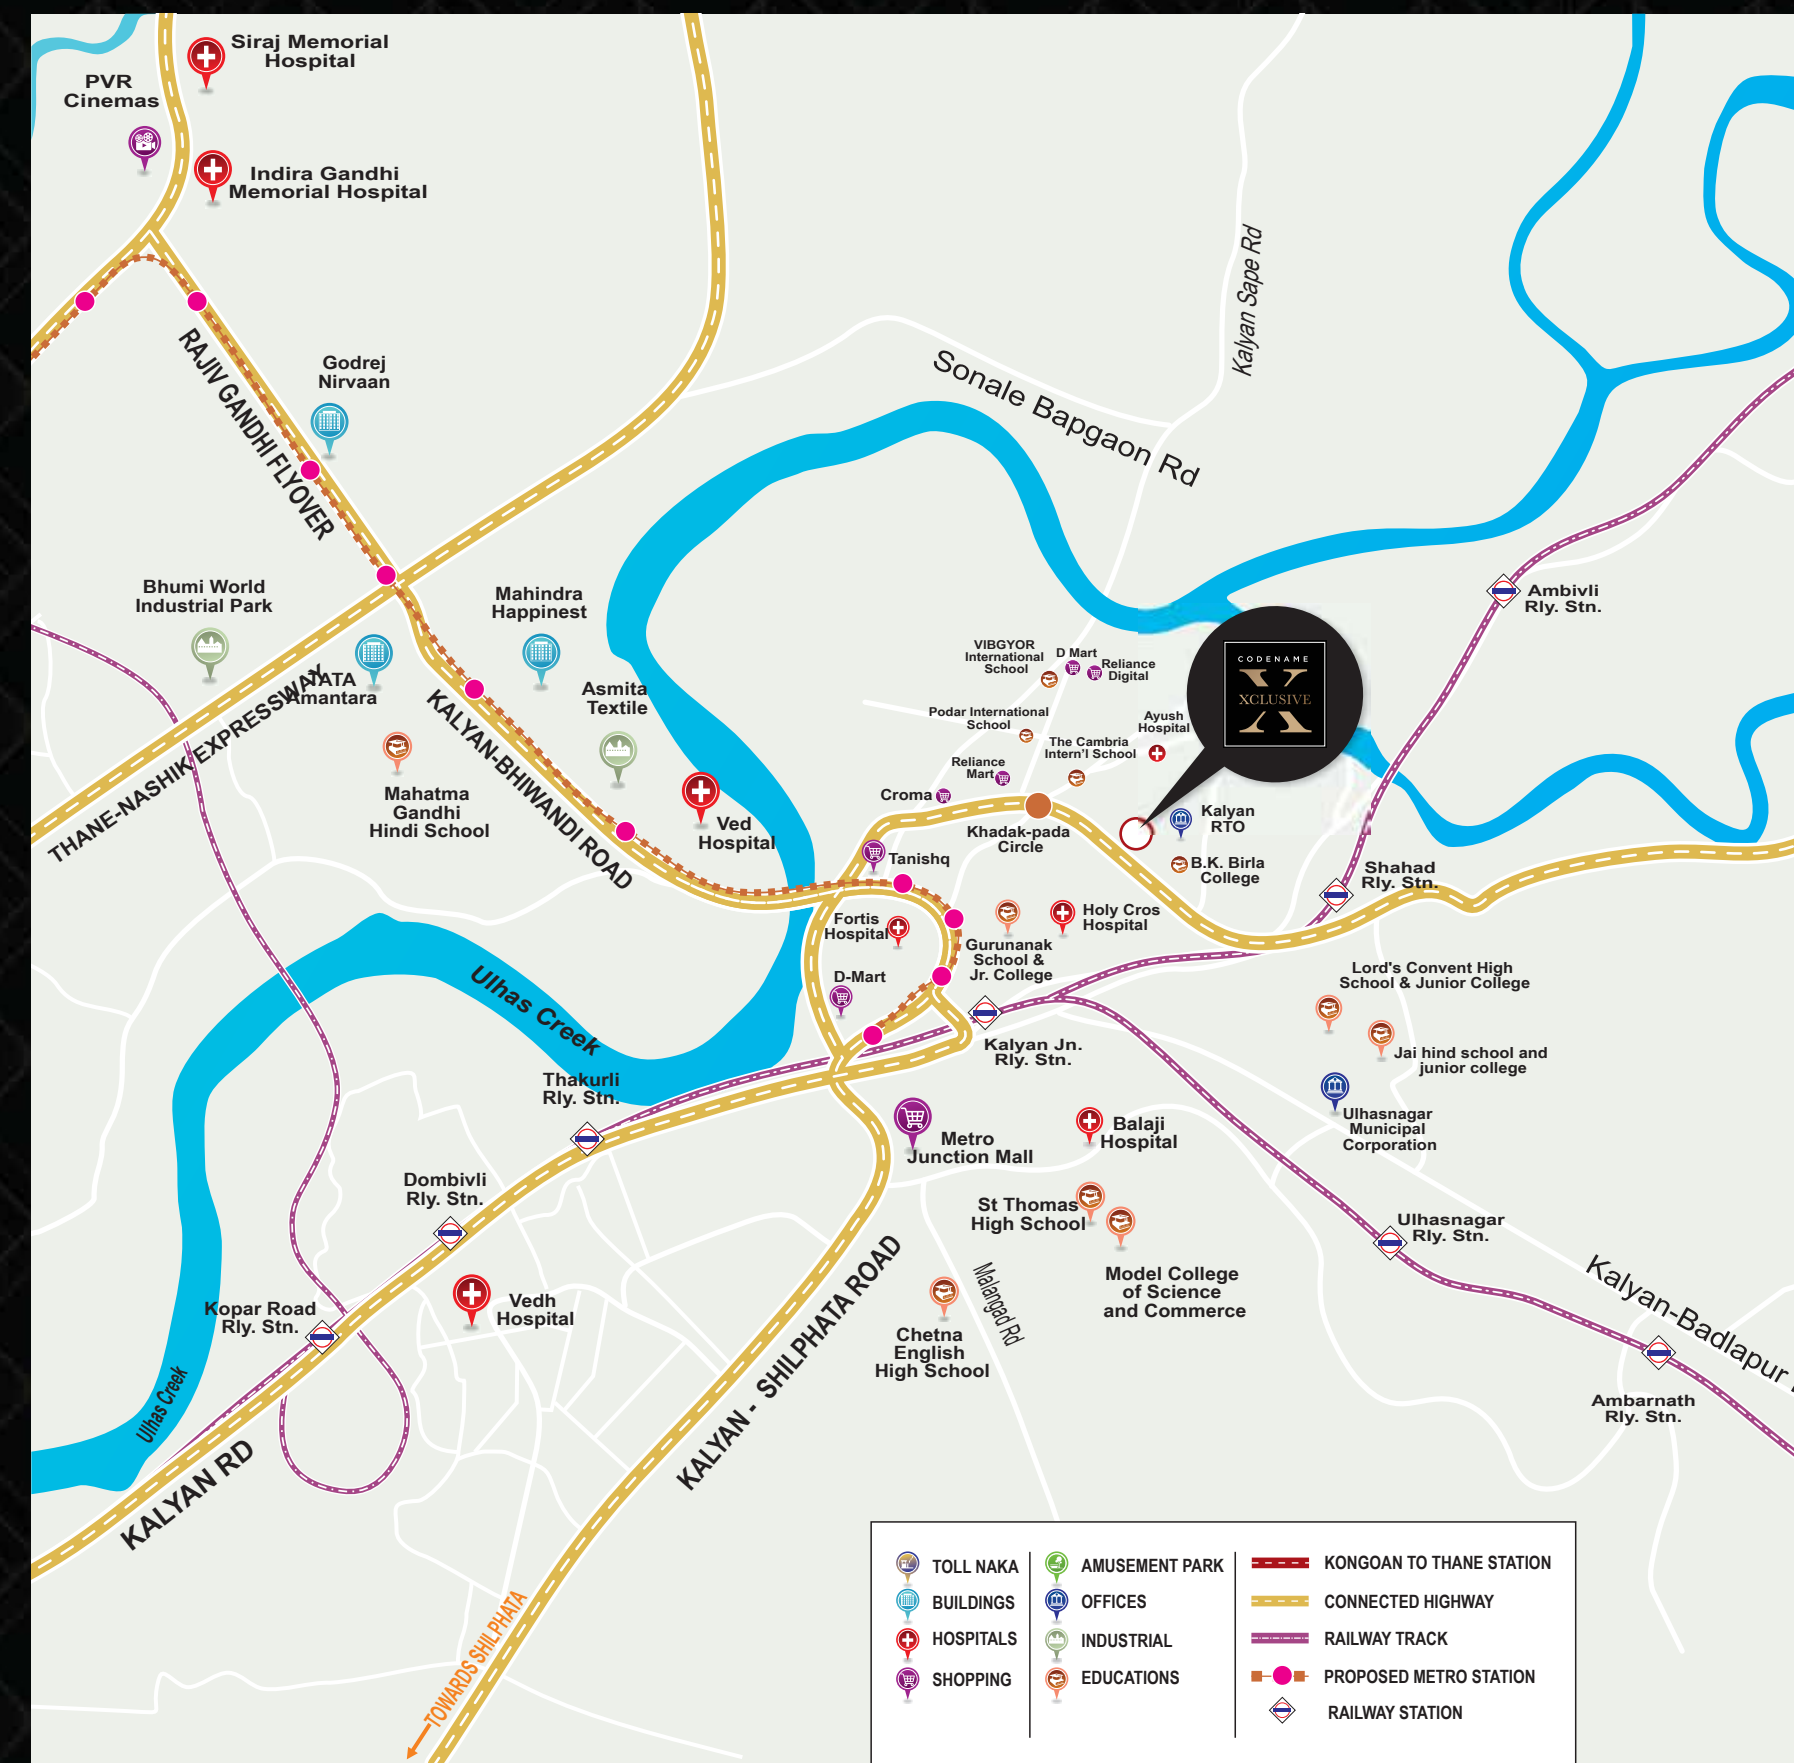 Siraj Memorial
Hospital
PVR
Cinemas
Indira Gandhi
Memorial Hospital
Kalyan Sape Rd
RAJIV GANDHI FLYOVER
Godrej
Nirvaan
Sonale Bapgaon Rd
Bhumi World
Industrial Park
Mahindra
Happinest
Ambivli
Rly. Stn.
TATA
Amantara
THANE-NASHIK EXPRESSWAY
KALYAN-BHIWANDI ROAD
Asmita
Textile
VIBGYOR
International
School
D Mart
Reliance
Digital
CODENAME
X
XCLUSIVE
Podar International
School
Ayush
Hospital
The Cambria
Intern'l School
Reliance
Mart
Croma
Mahatma
Gandhi
Hindi School
Ved
Hospital
Khadak-pada
Circle
Kalyan
RTO
Tanishq
B.K. Birla
College
Shahad
Rly. Stn.
Fortis
Hospital
Holy Cros
Hospital
Gurunanak
School &
Jr. College
D-Mart
Lord's Convent High
School & Junior College
Ulhas Creek
Kalyan Jn.
Rly. Stn.
Jai hind school and
junior college
Thakurli
Rly. Stn.
Ulhasnagar
Municipal
Corporation
Metro
Junction Mall
Balaji
Hospital
Dombivli
Rly. Stn.
St Thomas
High School
Ulhasnagar
Rly. Stn.
Kopar Road
Rly. Stn.
Vedh
Hospital
Malangad Rd
Model College
of Science
and Commerce
Kalyan-Badlapur
Chetna
English
High School
KALYAN - SHILPHATA ROAD
Ulhas Creek
Ambarnath
Rly. Stn.
KALYAN RD
TOWARDS SHILPHATA
TOLL NAKA
BUILDINGS
HOSPITALS
SHOPPING
AMUSEMENT PARK
OFFICES
INDUSTRIAL
EDUCATIONS
KONGOAN TO THANE STATION
CONNECTED HIGHWAY
RAILWAY TRACK
PROPOSED METRO STATION
RAILWAY STATION